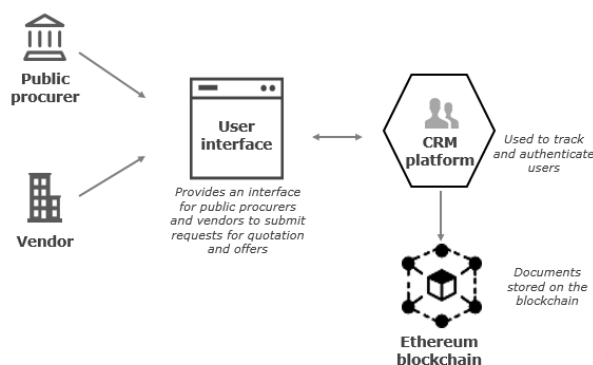 Public
procurer
Vendor
User
interface
Provides an interface
for public procurers
and vendors to submit
requests for quotation
and offers
CRM
platform
Used to track
and authenticate
users
Documents
stored on the
blockchain
Ethereum
blockchain